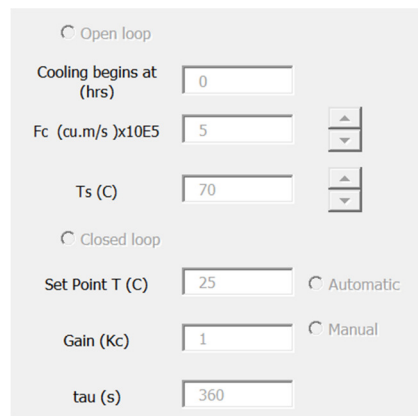 Open loop
Cooling begins at
(hrs)
0
Fc (cu.m/s )x10E5
5
Ts (C)
70
Closed loop
Set Point T (C)
25
Automatic
Gain (Kc)
1
Manual
tau (s)
360